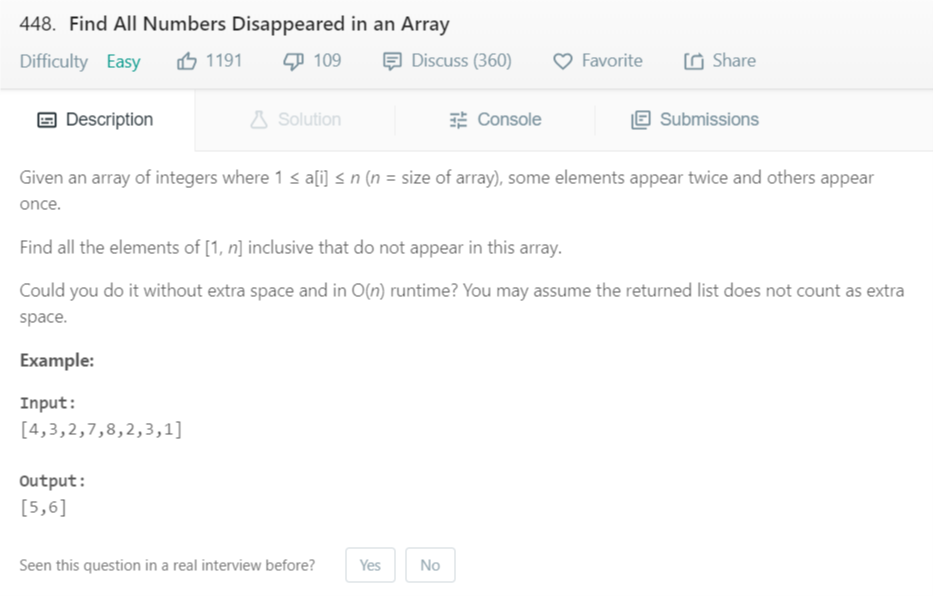 448. Find All Numbers Disappeared in an Array
Difficulty Easy 1191 109 Discuss (360) Favorite Share
Description Solution Console Submissions
Given an array of integers where 1 ≤ a[i] ≤ n (n = size of array), some elements appear twice and others appear
once.
Find all the elements of [1, n] inclusive that do not appear in this array.
Could you do it without extra space and in O(n) runtime? You may assume the returned list does not count as extra
space.
Example:
Input:
[4,3,2,7,8,2,3,1]
Output:
[5,6]
Seen this question in a real interview before? Yes No